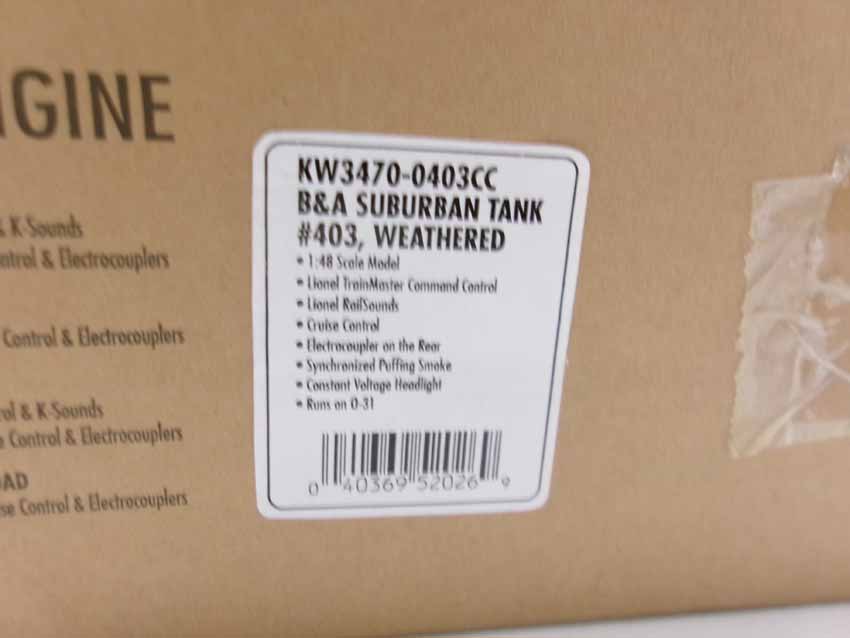 NGINE
& K-Sounds
ntrol & Electrocouplers
Control & Electrocouplers
ol & K-Sounds
e Control & Electrocouplers
AD
se Control & Electrocouplers
KW3470-0403CC
B&A SUBURBAN TANK
#403, WEATHERED
• 1:48 Scale Model
• Lionel TrainMaster Command Control
• Lionel RailSounds
• Cruise Control
• Electrocoupler on the Rear
• Synchronized Puffing Smoke
• Constant Voltage Headlight
• Runs on O-31
0 40369 52026 9